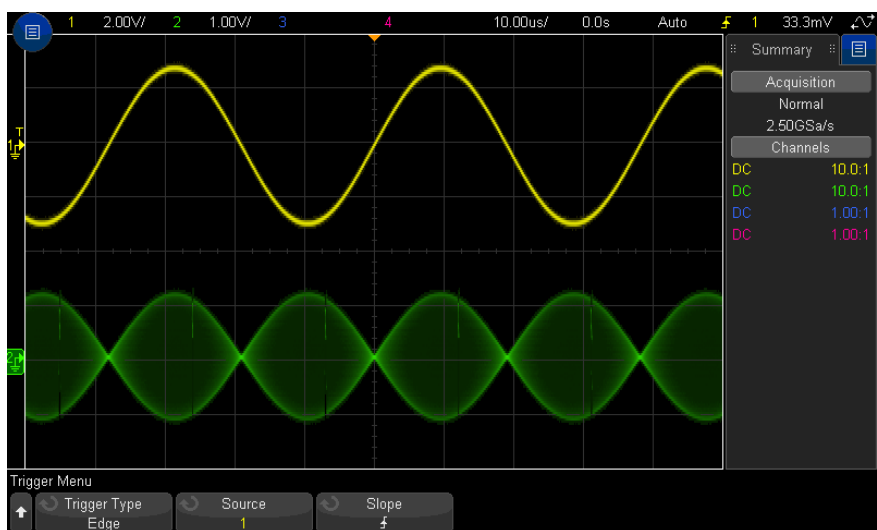 1 2.00V/ 2 1.00V/ 3 4 10.00us/ 0.0s Auto 1 33.3mV
Summary
Acquisition
Normal
2.50GSa/s
Channels
DC 10.0:1
DC 10.0:1
DC 1.00:1
DC 1.00:1
T
1
2
Trigger Menu
Trigger Type Source Slope
Edge 1